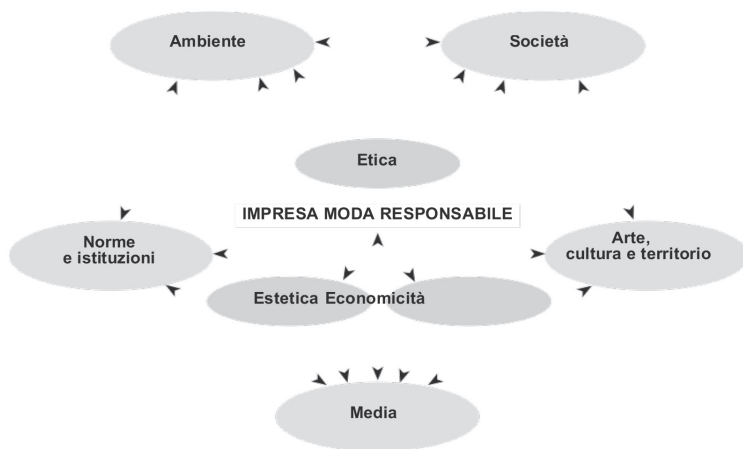 Ambiente
Società
Etica
IMPRESA MODA RESPONSABILE
Norme
e istituzioni
Arte,
cultura e territorio
Estetica Economicità
Media